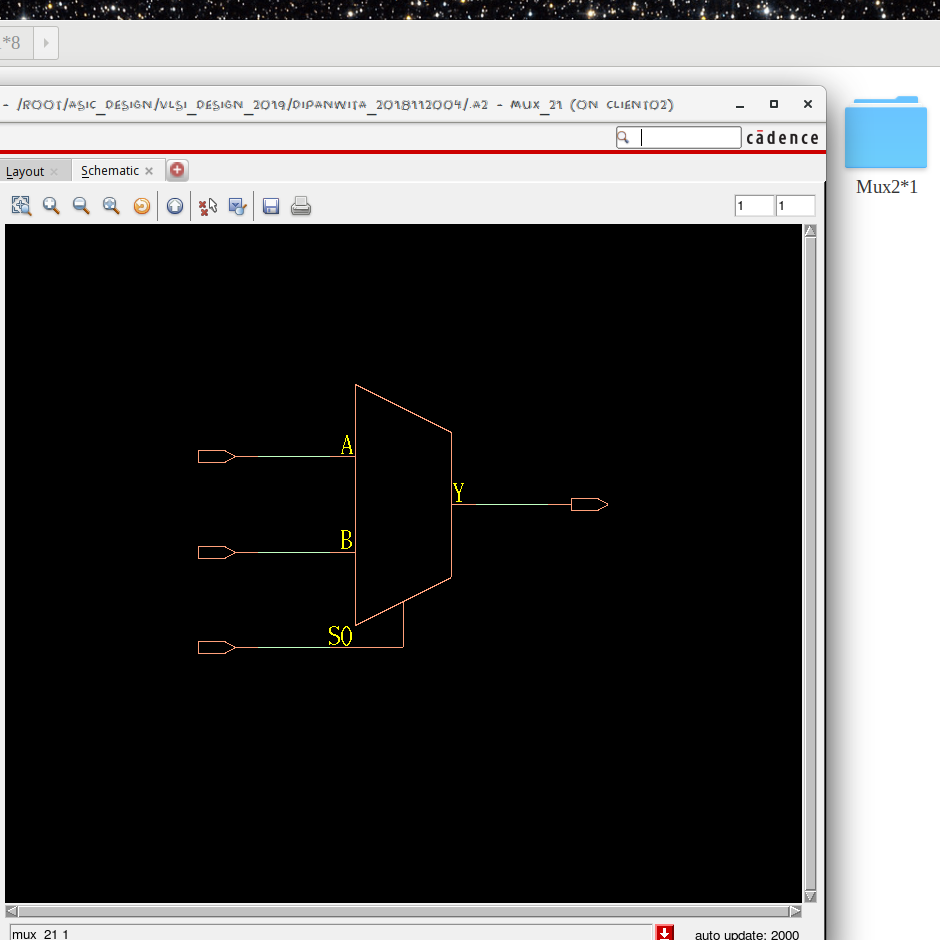 *8
- /ROOT/ASIC_DESIGN/VLSI_DESIGN_2019/DIPANWITA_2018112004/.A2 - MUX_21 (ON CLIENT02)
cādence
Mux2*1
Layout
Schematic
1 1
A
Y
B
S0
mux_21 1
auto update: 2000